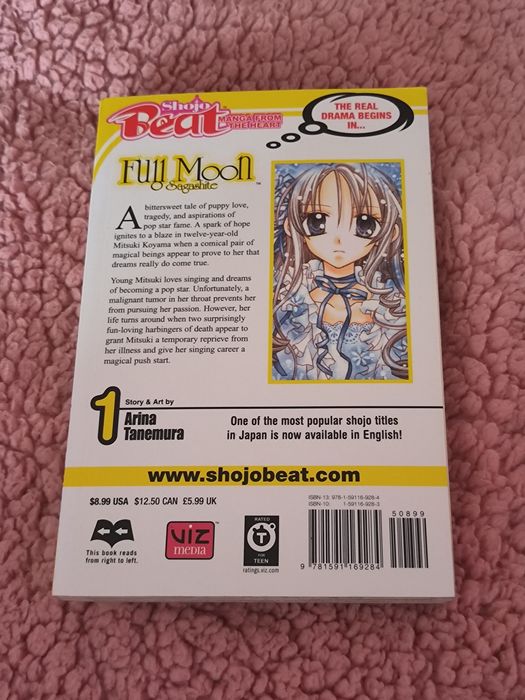 Shojo
Beat
MANGA FROM
THE HEART
THE REAL
DRAMA BEGINS
IN...
Full Moon
o Sagashite
™
A bittersweet tale of puppy love,
tragedy, and aspirations of
pop star fame. A spark of hope
ignites to a blaze in twelve-year-old
Mitsuki Koyama when a comical pair of
magical beings appear to prove to her that
dreams really do come true.
Young Mitsuki loves singing and dreams
of becoming a pop star. Unfortunately, a
malignant tumor in her throat prevents her
from pursuing her passion. However, her
life turns around when two surprisingly
fun-loving harbingers of death appear to
grant Mitsuki a temporary reprieve from
her illness and give her singing career a
magical push start.
1
Story & Art by
Arina
Tanemura
One of the most popular shojo titles
in Japan is now available in English!
www.shojobeat.com
$8.99 USA $12.50 CAN £5.99 UK
This book reads
from right to left.
VIZ
MEDIA
RATED
T
FOR
TEEN
ratings.viz.com
ISBN-13: 978-1-59116-928-4
ISBN-10: 1-59116-928-3
50899
9 781591 169284